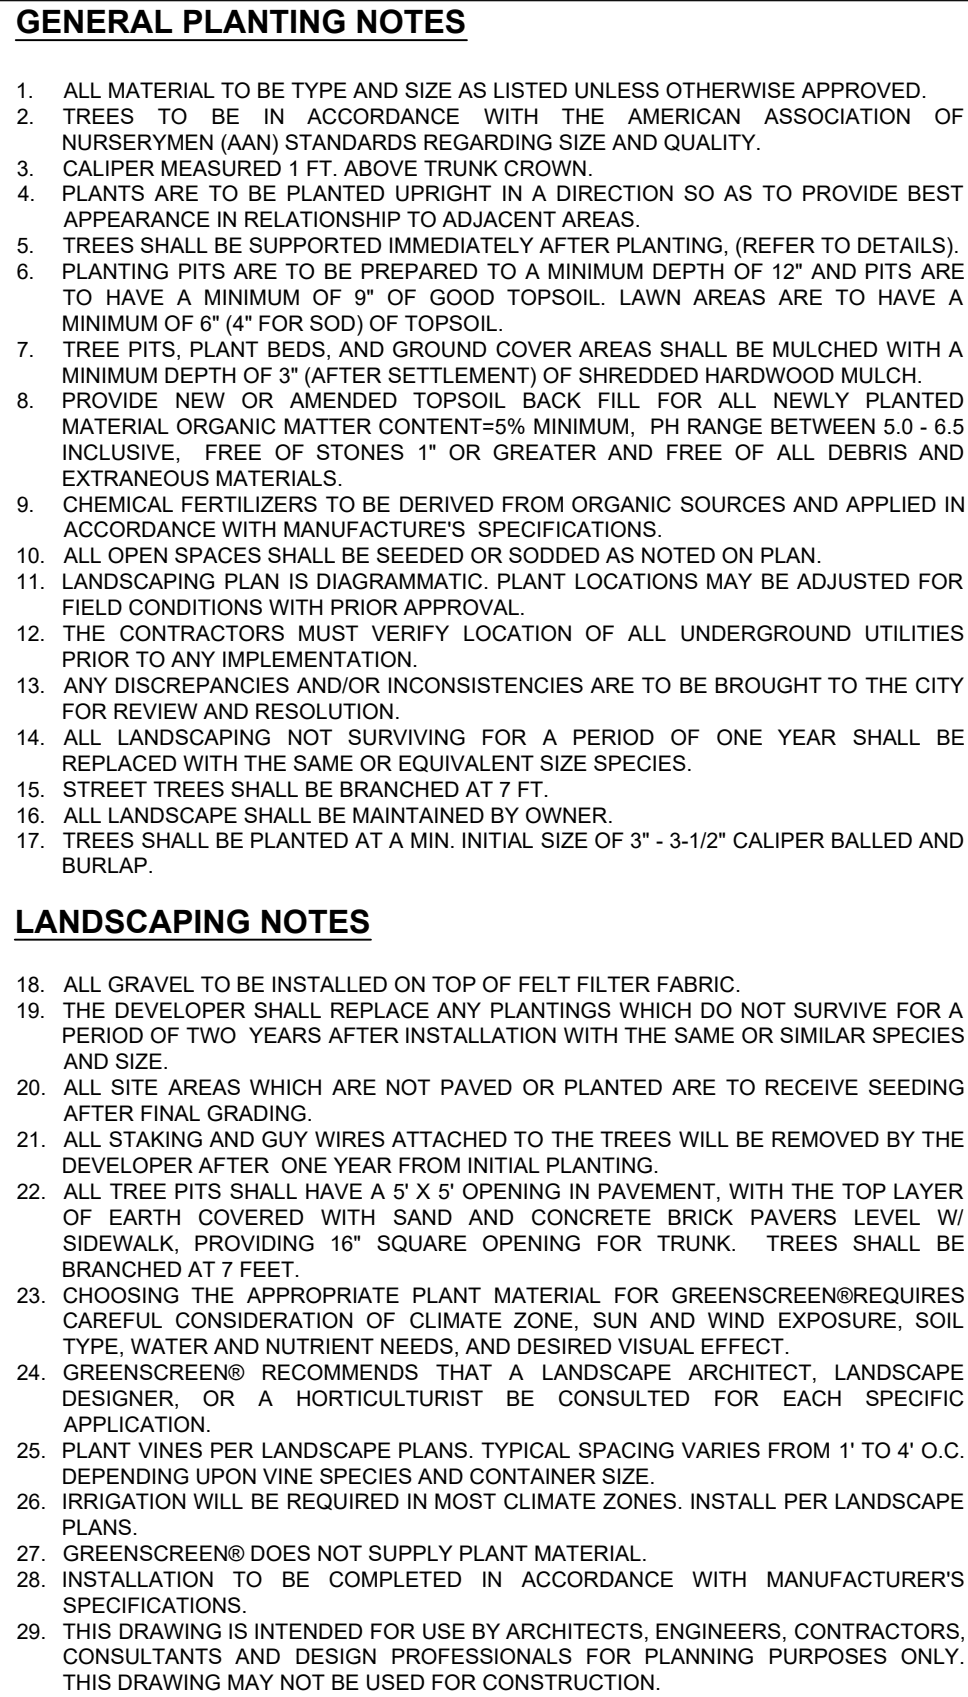 GENERAL PLANTING NOTES
1. ALL MATERIAL TO BE TYPE AND SIZE AS LISTED UNLESS OTHERWISE APPROVED.
2. TREES TO BE IN ACCORDANCE WITH THE AMERICAN ASSOCIATION OF
NURSERYMEN (AAN) STANDARDS REGARDING SIZE AND QUALITY.
3. CALIPER MEASURED 1 FT. ABOVE TRUNK CROWN.
4. PLANTS ARE TO BE PLANTED UPRIGHT IN A DIRECTION SO AS TO PROVIDE BEST
APPEARANCE IN RELATIONSHIP TO ADJACENT AREAS.
5. TREES SHALL BE SUPPORTED IMMEDIATELY AFTER PLANTING, (REFER TO DETAILS).
6. PLANTING PITS ARE TO BE PREPARED TO A MINIMUM DEPTH OF 12" AND PITS ARE
TO HAVE A MINIMUM OF 9" OF GOOD TOPSOIL. LAWN AREAS ARE TO HAVE A
MINIMUM OF 6" (4" FOR SOD) OF TOPSOIL.
7. TREE PITS, PLANT BEDS, AND GROUND COVER AREAS SHALL BE MULCHED WITH A
MINIMUM DEPTH OF 3" (AFTER SETTLEMENT) OF SHREDDED HARDWOOD MULCH.
8. PROVIDE NEW OR AMENDED TOPSOIL BACK FILL FOR ALL NEWLY PLANTED
MATERIAL ORGANIC MATTER CONTENT=5% MINIMUM, PH RANGE BETWEEN 5.0 - 6.5
INCLUSIVE, FREE OF STONES 1" OR GREATER AND FREE OF ALL DEBRIS AND
EXTRANEOUS MATERIALS.
9. CHEMICAL FERTILIZERS TO BE DERIVED FROM ORGANIC SOURCES AND APPLIED IN
ACCORDANCE WITH MANUFACTURE'S SPECIFICATIONS.
10. ALL OPEN SPACES SHALL BE SEEDED OR SODDED AS NOTED ON PLAN.
11. LANDSCAPING PLAN IS DIAGRAMMATIC. PLANT LOCATIONS MAY BE ADJUSTED FOR
FIELD CONDITIONS WITH PRIOR APPROVAL.
12. THE CONTRACTORS MUST VERIFY LOCATION OF ALL UNDERGROUND UTILITIES
PRIOR TO ANY IMPLEMENTATION.
13. ANY DISCREPANCIES AND/OR INCONSISTENCIES ARE TO BE BROUGHT TO THE CITY
FOR REVIEW AND RESOLUTION.
14. ALL LANDSCAPING NOT SURVIVING FOR A PERIOD OF ONE YEAR SHALL BE
REPLACED WITH THE SAME OR EQUIVALENT SIZE SPECIES.
15. STREET TREES SHALL BE BRANCHED AT 7 FT.
16. ALL LANDSCAPE SHALL BE MAINTAINED BY OWNER.
17. TREES SHALL BE PLANTED AT A MIN. INITIAL SIZE OF 3" - 3-1/2" CALIPER BALLED AND
BURLAP.
LANDSCAPING NOTES
18. ALL GRAVEL TO BE INSTALLED ON TOP OF FELT FILTER FABRIC.
19. THE DEVELOPER SHALL REPLACE ANY PLANTINGS WHICH DO NOT SURVIVE FOR A
PERIOD OF TWO YEARS AFTER INSTALLATION WITH THE SAME OR SIMILAR SPECIES
AND SIZE.
20. ALL SITE AREAS WHICH ARE NOT PAVED OR PLANTED ARE TO RECEIVE SEEDING
AFTER FINAL GRADING.
21. ALL STAKING AND GUY WIRES ATTACHED TO THE TREES WILL BE REMOVED BY THE
DEVELOPER AFTER ONE YEAR FROM INITIAL PLANTING.
22. ALL TREE PITS SHALL HAVE A 5' X 5' OPENING IN PAVEMENT, WITH THE TOP LAYER
OF EARTH COVERED WITH SAND AND CONCRETE BRICK PAVERS LEVEL W/
SIDEWALK, PROVIDING 16" SQUARE OPENING FOR TRUNK. TREES SHALL BE
BRANCHED AT 7 FEET.
23. CHOOSING THE APPROPRIATE PLANT MATERIAL FOR GREENSCREEN®REQUIRES
CAREFUL CONSIDERATION OF CLIMATE ZONE, SUN AND WIND EXPOSURE, SOIL
TYPE, WATER AND NUTRIENT NEEDS, AND DESIRED VISUAL EFFECT.
24. GREENSCREEN® RECOMMENDS THAT A LANDSCAPE ARCHITECT, LANDSCAPE
DESIGNER, OR A HORTICULTURIST BE CONSULTED FOR EACH SPECIFIC
APPLICATION.
25. PLANT VINES PER LANDSCAPE PLANS. TYPICAL SPACING VARIES FROM 1' TO 4' O.C.
DEPENDING UPON VINE SPECIES AND CONTAINER SIZE.
26. IRRIGATION WILL BE REQUIRED IN MOST CLIMATE ZONES. INSTALL PER LANDSCAPE
PLANS.
27. GREENSCREEN® DOES NOT SUPPLY PLANT MATERIAL.
28. INSTALLATION TO BE COMPLETED IN ACCORDANCE WITH MANUFACTURER'S
SPECIFICATIONS.
29. THIS DRAWING IS INTENDED FOR USE BY ARCHITECTS, ENGINEERS, CONTRACTORS,
CONSULTANTS AND DESIGN PROFESSIONALS FOR PLANNING PURPOSES ONLY.
THIS DRAWING MAY NOT BE USED FOR CONSTRUCTION.